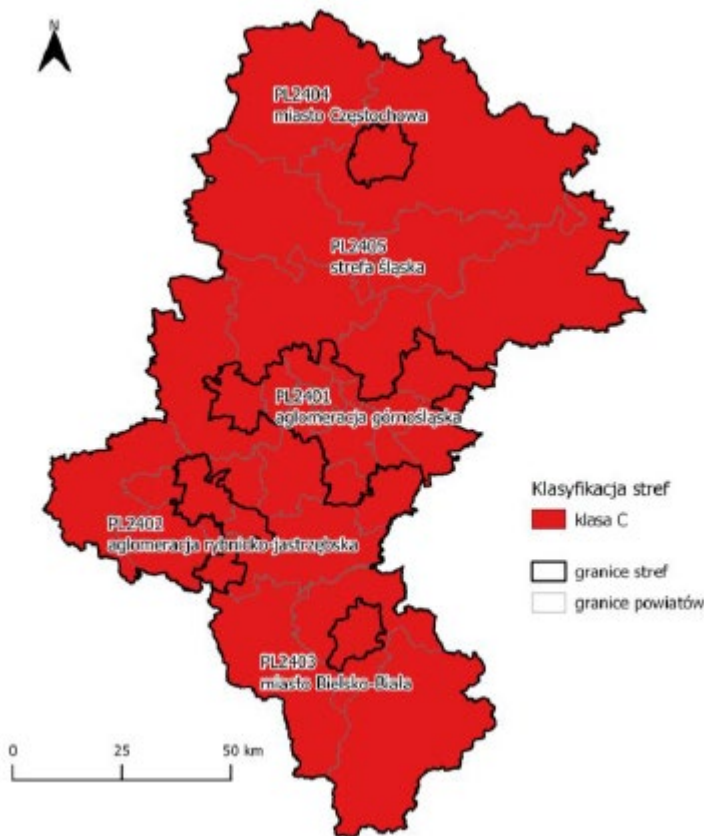 N
PL2404
miasto Częstochowa
PL2405
strefa śląska
PL2401
aglomeracja górnośląska
PL2402
aglomeracja rybnicko-jastrzębska
PL2403
miasto Bielsko-Biała
Klasyfikacja stref
klasa C
granice stref
granice powiatów
0 25 50 km